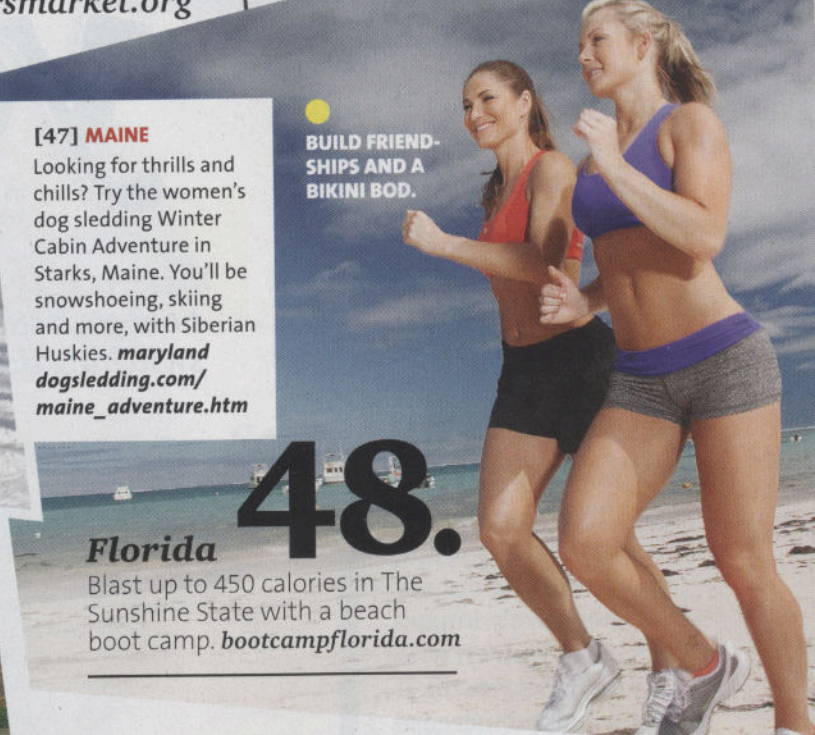 rsmarket.org
[47] MAINE
Looking for thrills and
chills? Try the women's
dog sledding Winter
Cabin Adventure in
Starks, Maine. You'll be
snowshoeing, skiing
and more, with Siberian
Huskies. maryland
dogsledding.com/
maine_adventure.htm
BUILD FRIEND-
SHIPS AND A
BIKINI BOD.
48.
Florida
Blast up to 450 calories in The
Sunshine State with a beach
boot camp. bootcampflorida.com